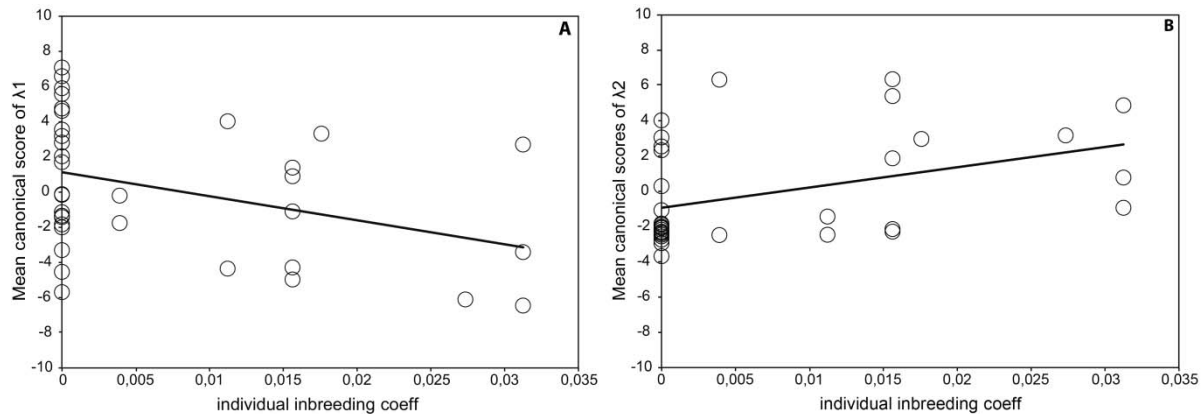 A
Mean canonical score of λ1
10
8
6
4
2
0
-2
-4
-6
-8
-10
0 0,005 0,01 0,015 0,02 0,025 0,03 0,035
individual inbreeding coeff
B
Mean canonical scores of λ2
10
8
6
4
2
0
-2
-4
-6
-8
-10
0 0,005 0,01 0,015 0,02 0,025 0,03 0,035
individual inbreeding coeff